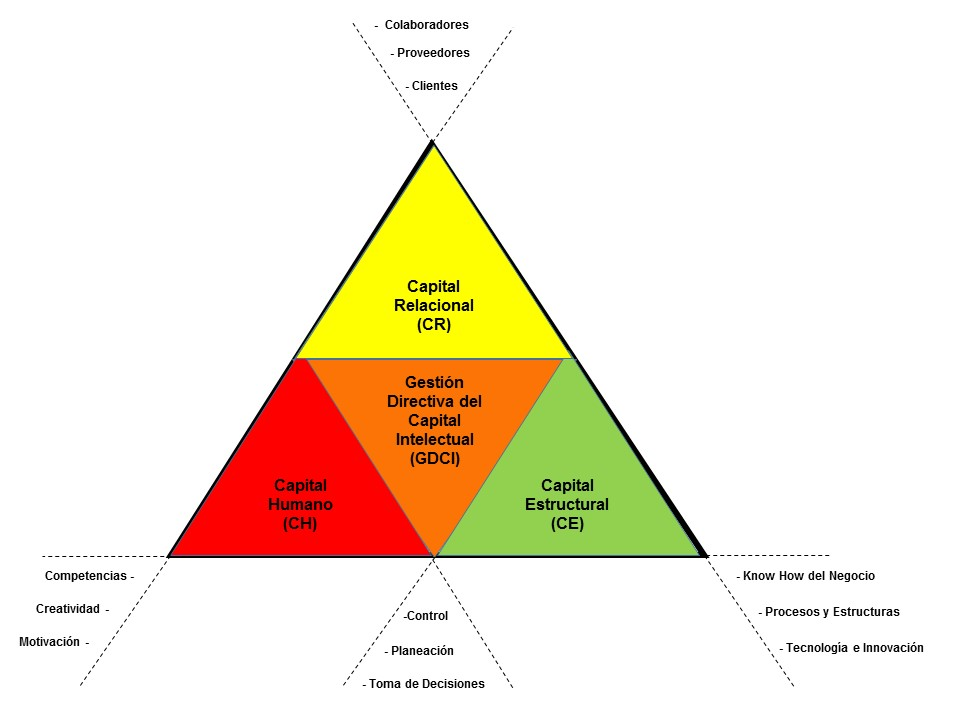 - Colaboradores
- Proveedores
- Clientes
Capital
Relacional
(CR)
Gestión
Directiva del
Capital
Intelectual
(GDCI)
Capital
Humano
(CH)
Capital
Estructural
(CE)
Competencias -
Creatividad -
Motivación -
-Control
- Planeación
- Toma de Decisiones
- Know How del Negocio
- Procesos y Estructuras
- Tecnología e Innovación